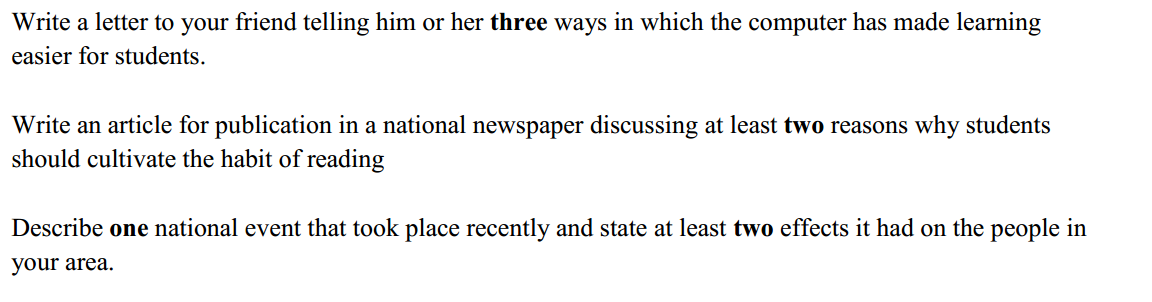 Write a letter to your friend telling him or her three ways in which the computer has made learning
easier for students.
Write an article for publication in a national newspaper discussing at least two reasons why students
should cultivate the habit of reading
Describe one national event that took place recently and state at least two effects it had on the people in
your area.